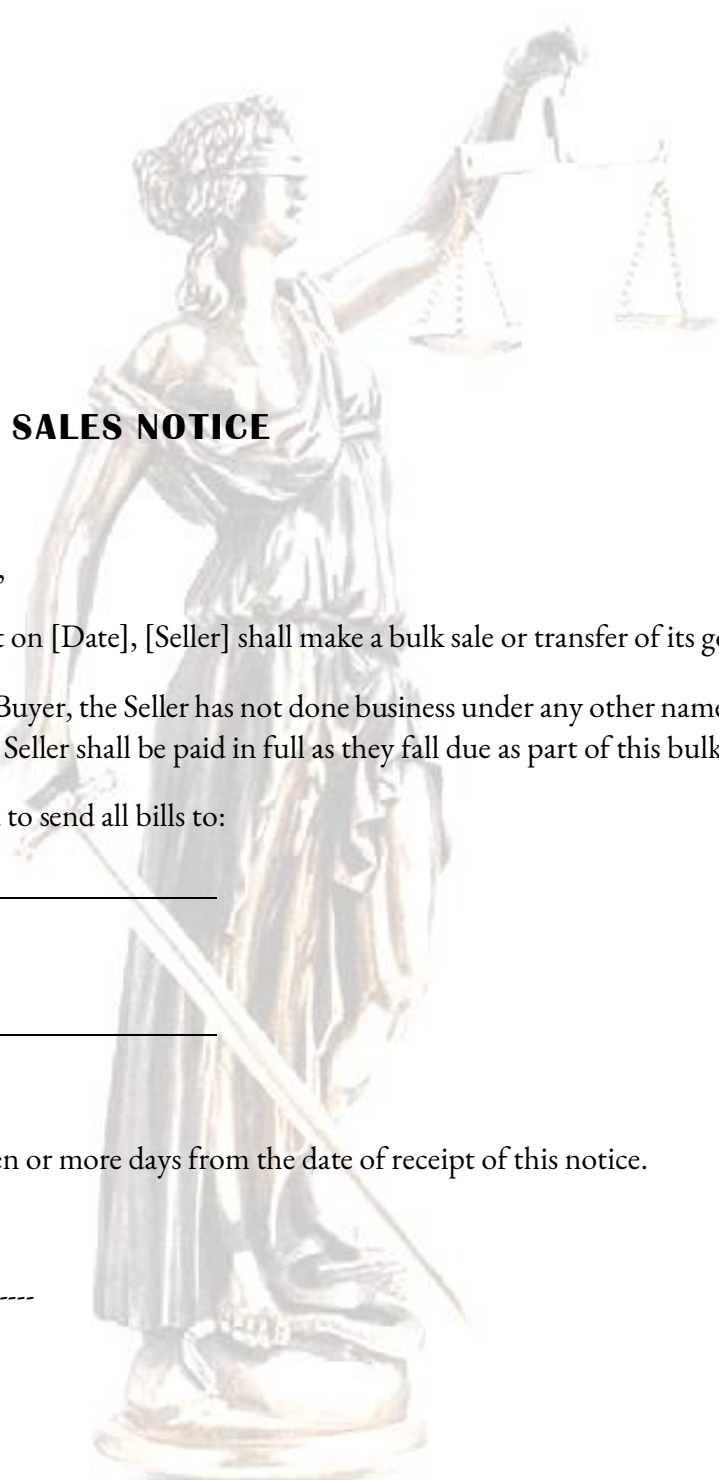 SALES NOTICE
,
on [Date], [Seller] shall make a bulk sale or transfer of its
Buyer, the Seller has not done business under any other name
Seller shall be paid in full as they fall due as part of this bulk
to send all bills to:
or more days from the date of receipt of this notice.
----